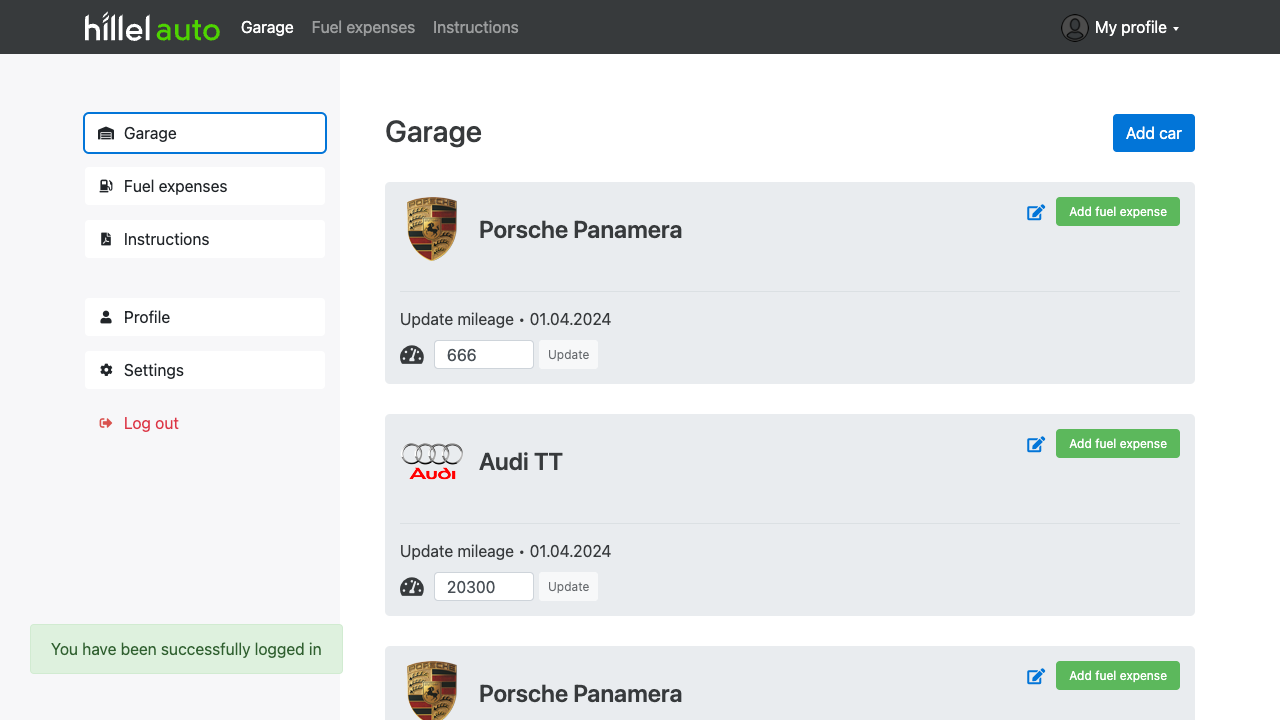 hillel auto Garage Fuel expenses Instructions My profile
Garage
Fuel expenses
Instructions
Profile
Settings
Log out
Garage
Add car
PORSCHE
Porsche Panamera
Add fuel expense
Update mileage • 01.04.2024
666 Update
Audi
Audi TT
Add fuel expense
Update mileage • 01.04.2024
20300 Update
PORSCHE
Porsche Panamera
Add fuel expense
You have been successfully logged in